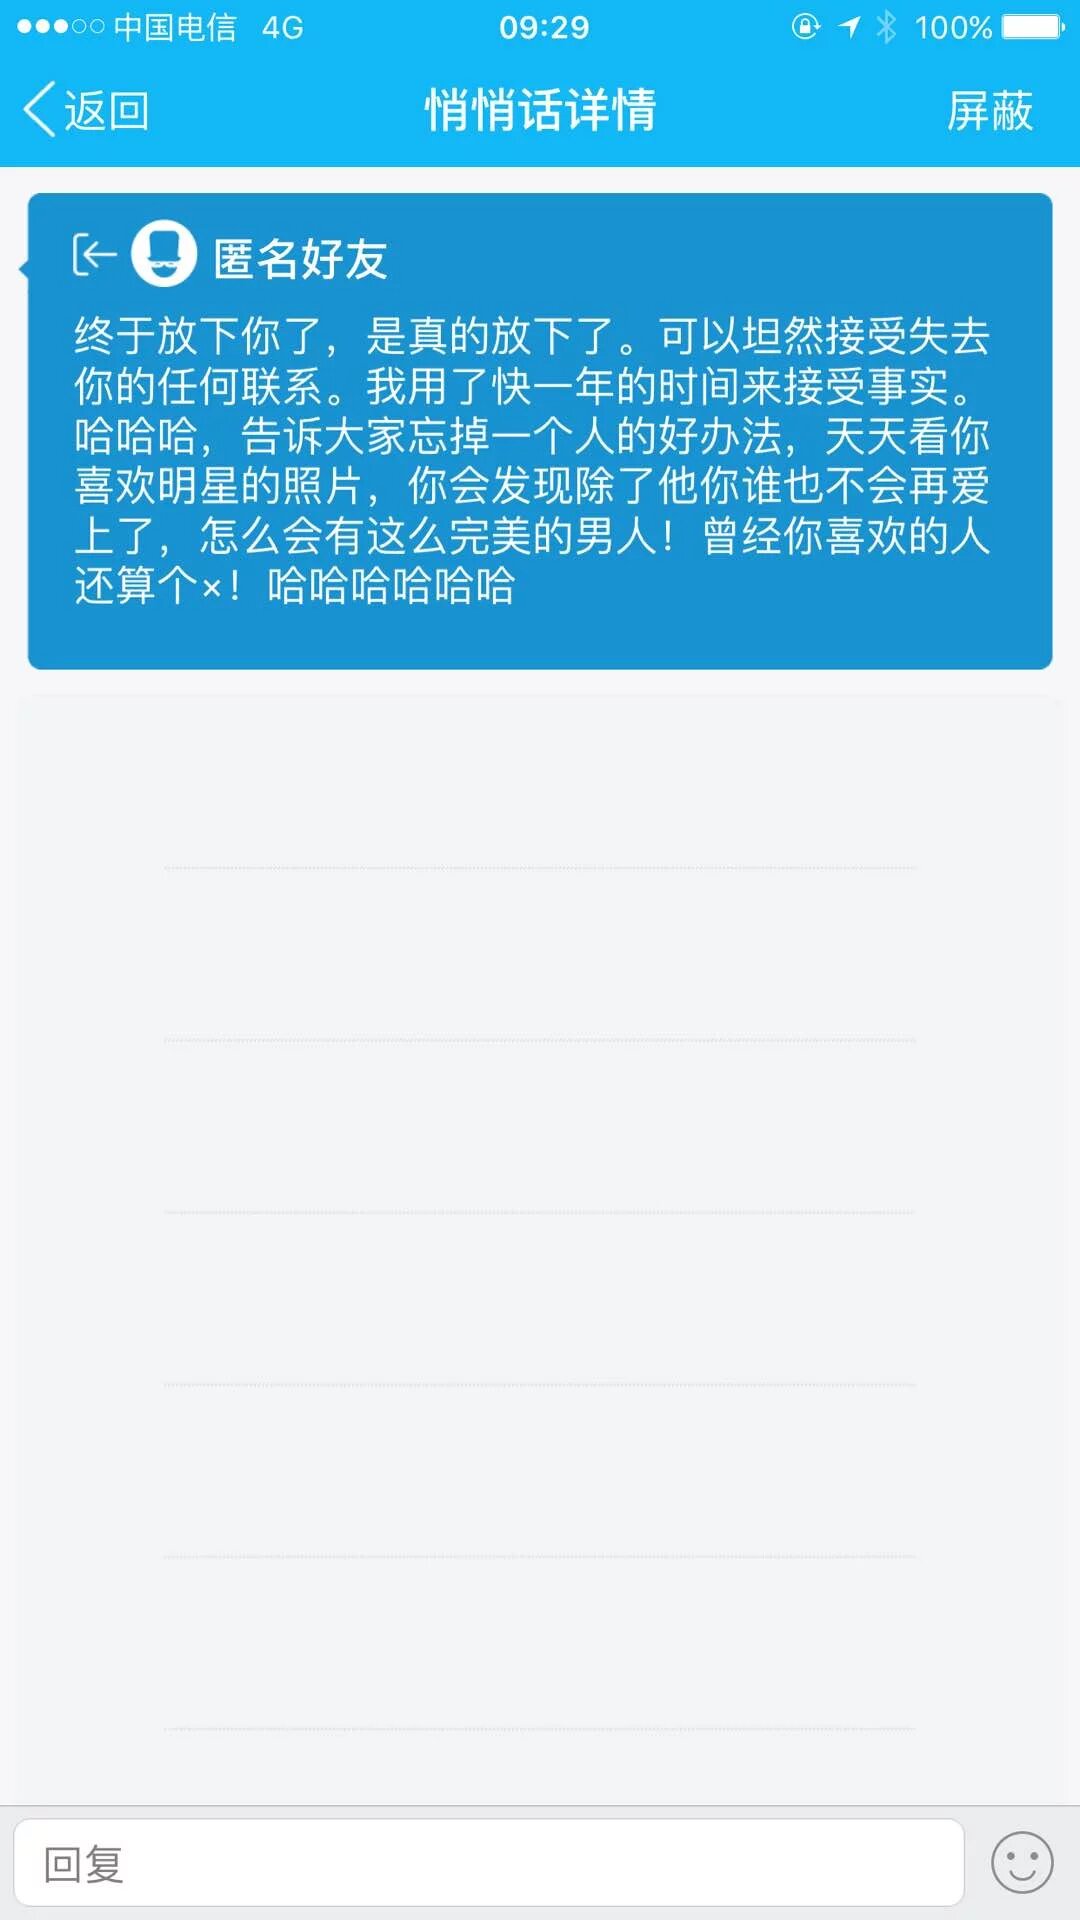 中国电信 4G 09:29 100%
返回 悄悄话详情 屏蔽
匿名好友
终于放下你了，是真的放下了。可以坦然接受失去
你的任何联系。我用了快一年的时间来接受事实。
哈哈哈，告诉大家忘掉一个人的好办法，天天看你
喜欢明星的照片，你会发现除了他你谁也不会再爱
上了，怎么会有这么完美的男人！曾经你喜欢的人
还算个×！哈哈哈哈哈哈
回复